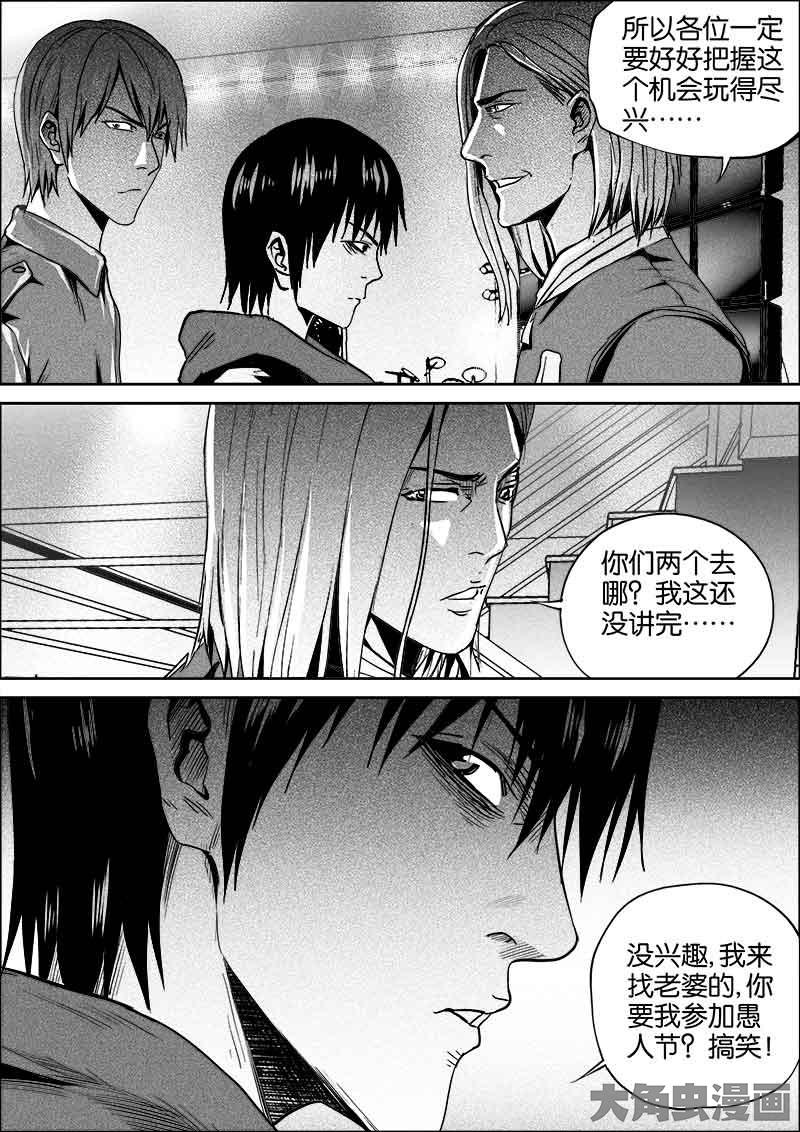 所以各位一定
要好好把握这
个机会玩得尽
兴……
你们两个去
哪？我这还
没讲完……
没兴趣,我来
找老婆的,你
要我参加愚
人节？搞笑！
大角虫漫画